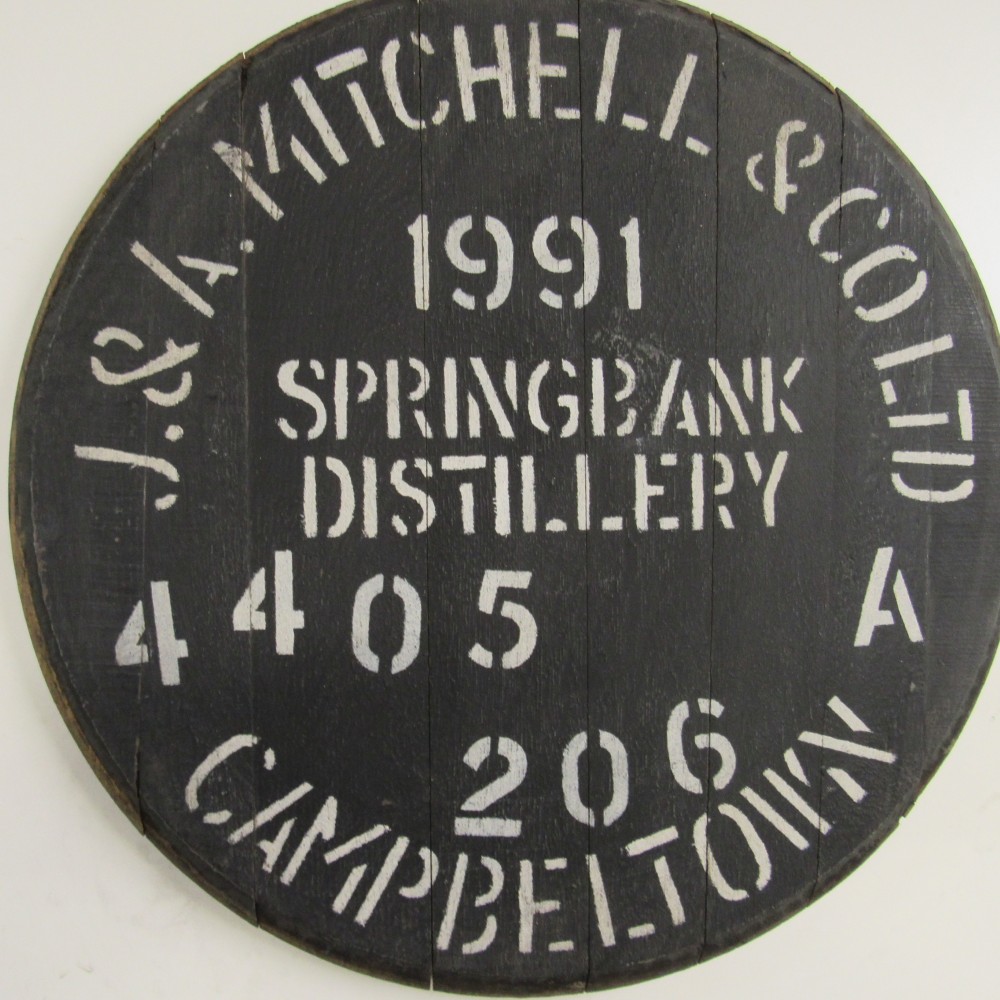 J. & A. MITCHELL & CO LTD
1991
SPRINGBANK
DISTILLERY
4405 A
206
CAMPBELTOWN